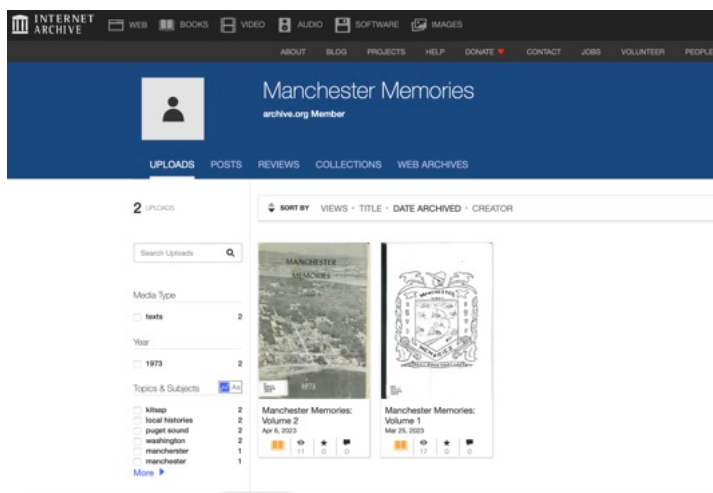 INTERNET
ARCHIVE
WEB BOOKS VIDEO AUDIO SOFTWARE IMAGES
ABOUT BLOG PROJECTS HELP DONATE CONTACT JOBS VOLUNTEER PEOPLE
Manchester Memories
archive.org Member
UPLOADS POSTS REVIEWS COLLECTIONS WEB ARCHIVES
2 UPLOADS
SORT BY VIEWS · TITLE · DATE ARCHIVED · CREATOR
Search Uploads
Media Type
texts 2
Year
1973 2
Topics & Subjects
kitsap 2
local histories 2
puget sound 2
washington 2
mancherster 1
manchester 1
More
MANCHESTER
MEMORIES
1973
Manchester Memories:
Volume 2
Apr 6, 2023
11 0 0
MANCHESTER
MEMORIES
Manchester Memories:
Volume 1
Mar 25, 2023
17 0 0